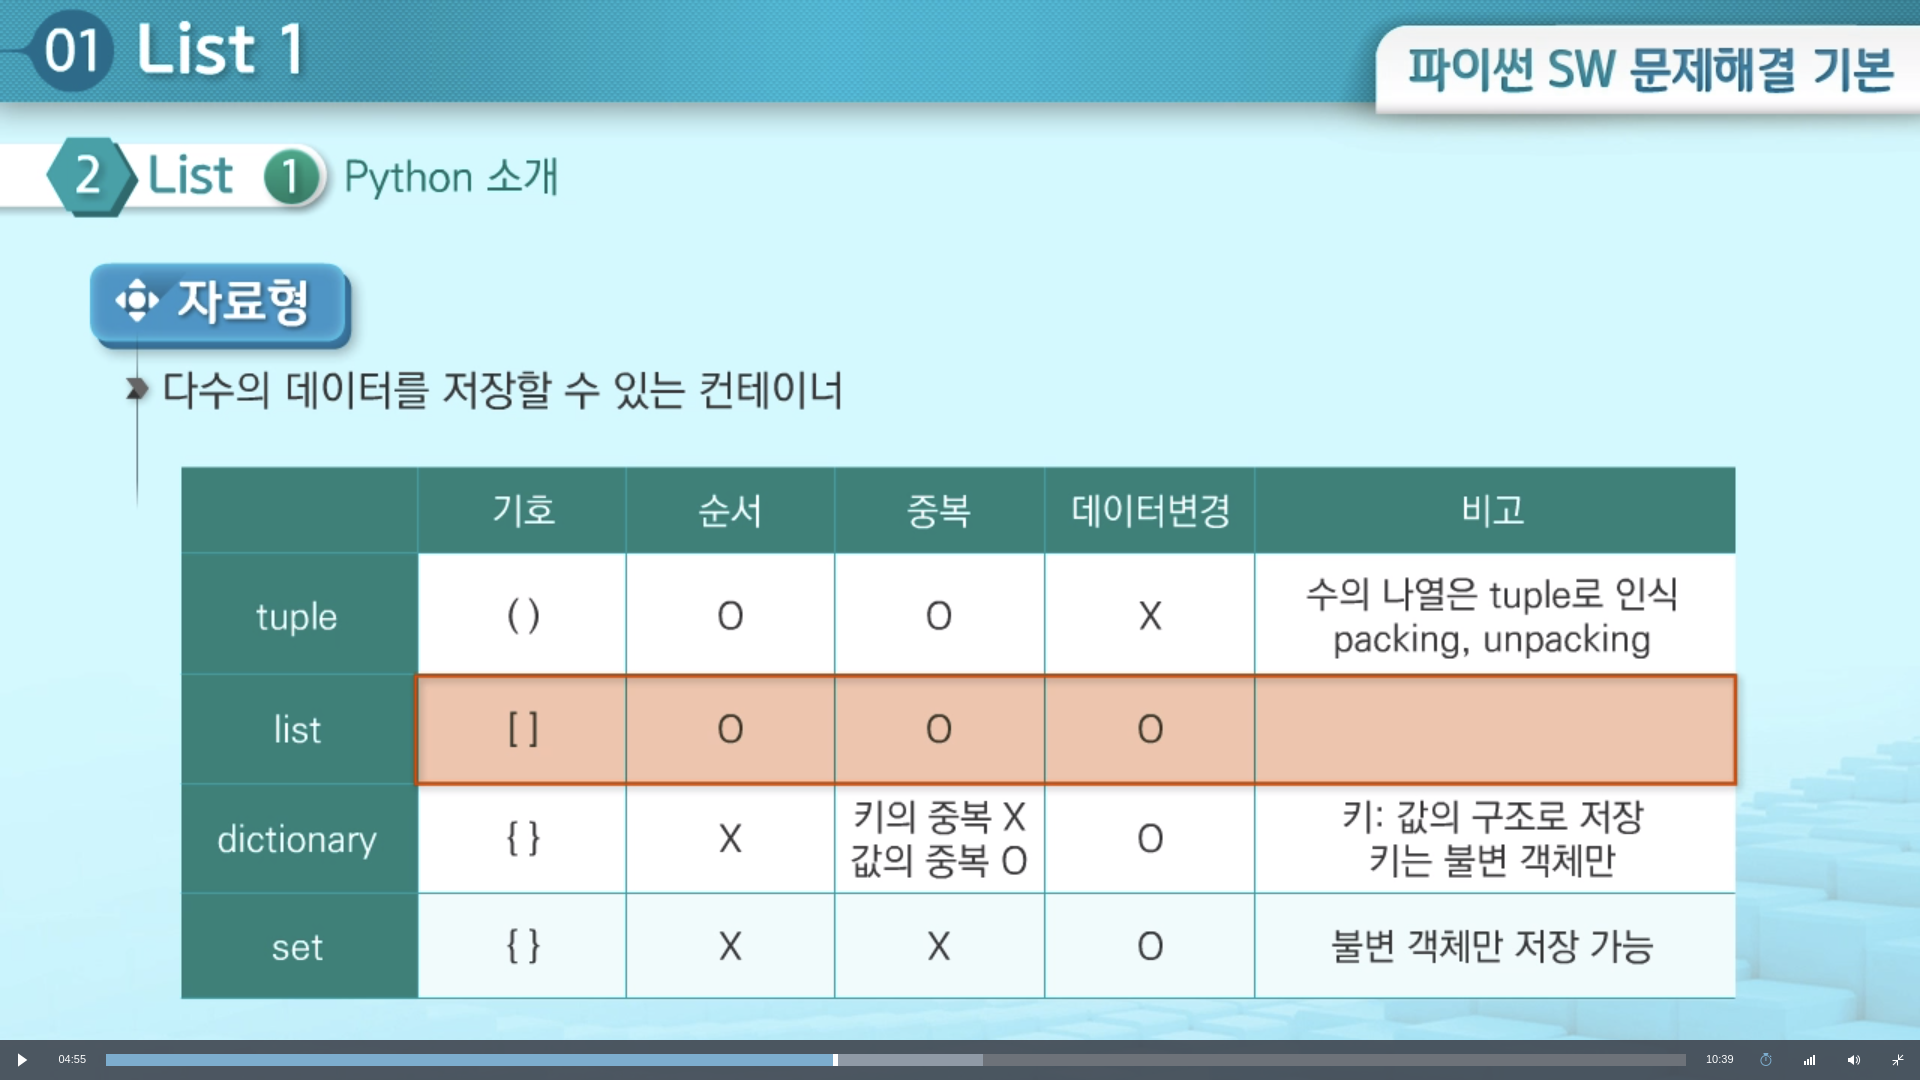 01 List 1
파이썬 SW 문제해결 기본
2 List 1 Python 소개
자료형
다수의 데이터를 저장할 수 있는 컨테이너
기호 순서 중복 데이터변경 비고
tuple ( ) O O X 수의 나열은 tuple로 인식
packing, unpacking
list [ ] O O O
dictionary { } X 키의 중복 X O 키: 값의 구조로 저장
값의 중복 O 키는 불변 객체만
set { } X X O 불변 객체만 저장 가능
04:55 10:39